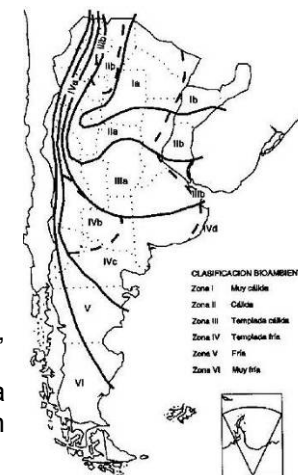 IVa
IIIb
IIb
Ia
Ib
IIa
IIb
IIIa
IIIb
IVd
IVb
IVc
V
VI
CLASIFICACION BIOAMBIEN
Zona I Muy cálida
Zona II Cálida
Zona III Templada cálida
Zona IV Templada fría
Zona V Fría
Zona VI Muy fría
,
a
n